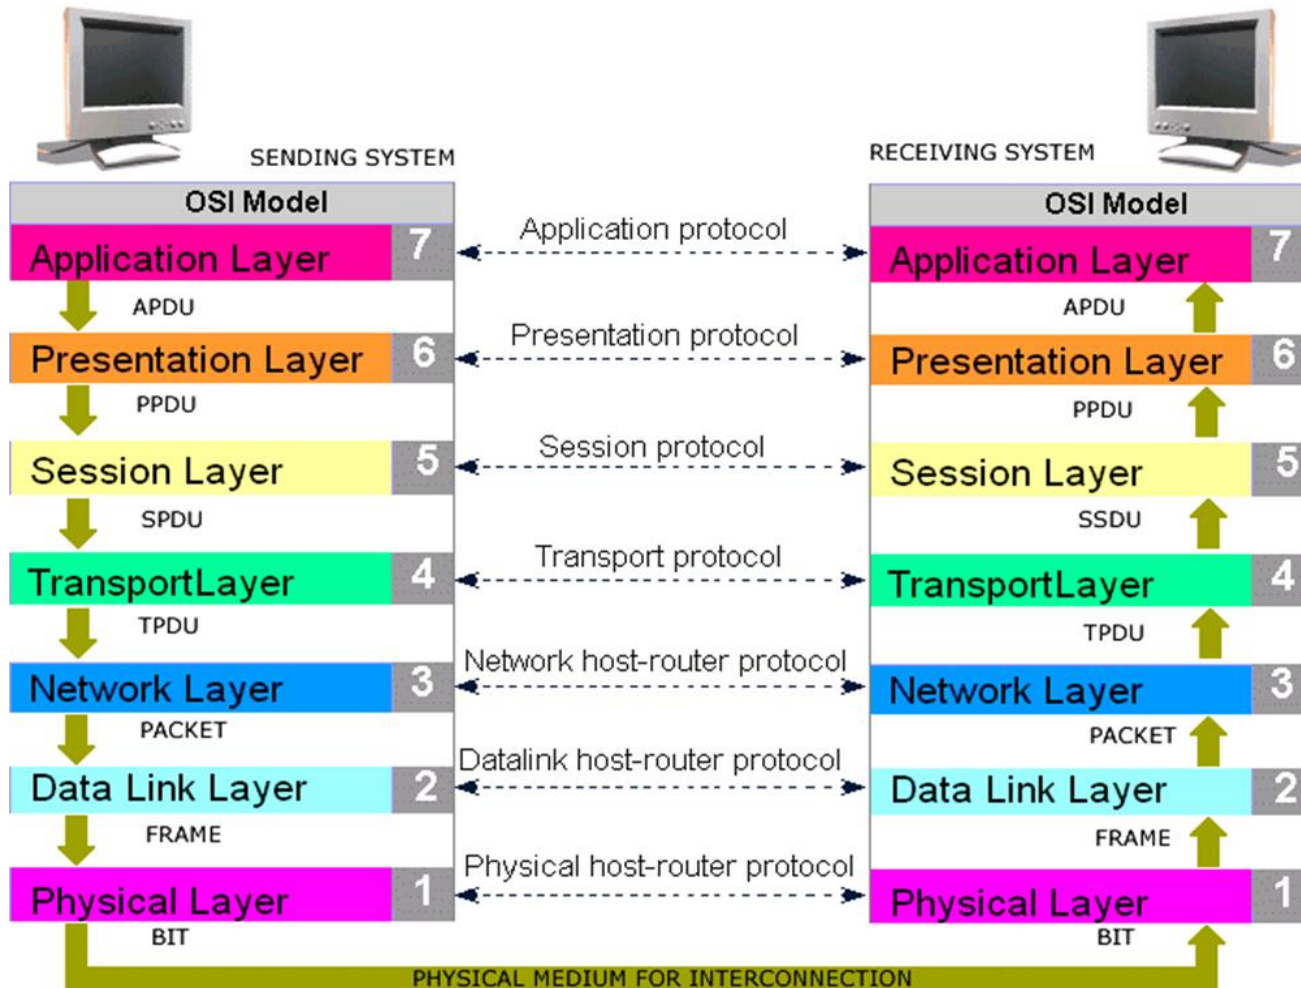 SENDING SYSTEM
RECEIVING SYSTEM
OSI Model
OSI Model
Application Layer 7
Application protocol
Application Layer 7
APDU
APDU
Presentation Layer 6
Presentation protocol
Presentation Layer 6
PPDU
PPDU
Session Layer 5
Session protocol
Session Layer 5
SPDU
SSDU
TransportLayer 4
Transport protocol
TransportLayer 4
TPDU
TPDU
Network Layer 3
Network host-router protocol
Network Layer 3
PACKET
PACKET
Data Link Layer 2
Datalink host-router protocol
Data Link Layer 2
FRAME
FRAME
Physical Layer 1
Physical host-router protocol
Physical Layer 1
BIT
BIT
PHYSICAL MEDIUM FOR INTERCONNECTION